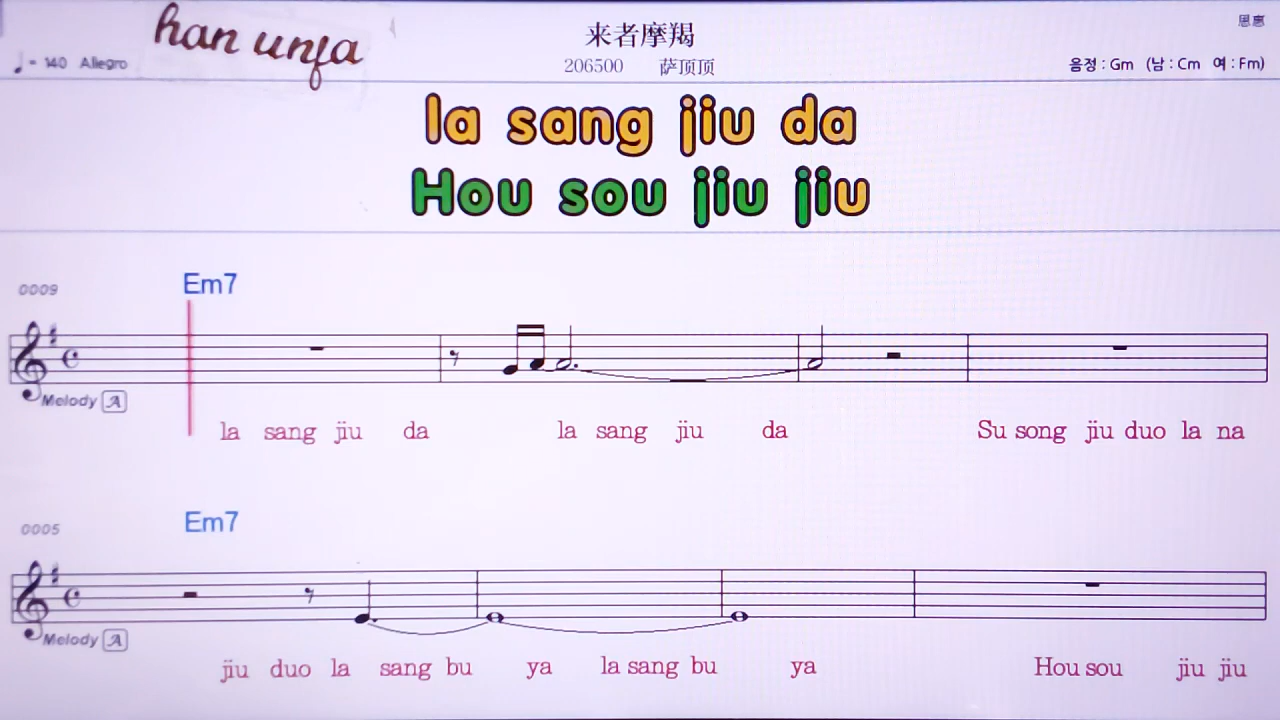 han unfa
来者摩羯
恩惠
♩= 140 Allegro
206500 萨顶顶
음정 : Gm (남 : Cm 여 : Fm)
la sang jiu da
Hou sou jiu jiu
0009
Em7
Melody A
la sang jiu da la sang jiu da Su song jiu duo la na
0005
Em7
Melody A
jiu duo la sang bu ya la sang bu ya Hou sou jiu jiu